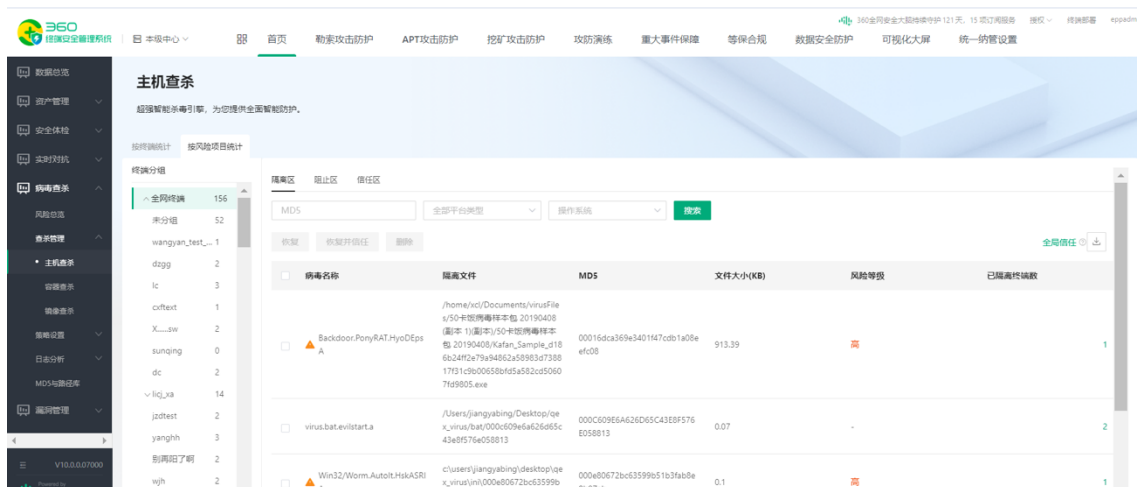 360
终端安全管理系统
本级中心
首页 勒索攻击防护 APT攻击防护 挖矿攻击防护 攻防演练 重大事件保障 等保合规 数据安全防护 可视化大屏 统一纳管设置
360全网安全大脑持续守护 121天, 15 项订阅服务 授权 终端部署 eppadm
数据总览
资产管理
安全体检
实时对抗
病毒查杀
风险总览
查杀管理
• 主机查杀
容器查杀
镜像查杀
策略设置
日志分析
MD5与路径库
漏洞管理
V10.0.0.07000
Powered by
主机查杀
超强智能杀毒引擎，为您提供全面智能防护。
按终端统计 按风险项目统计
终端分组
全网终端 156
未分组 52
wangyan_test_... 1
dzgg 2
lc 3
cxftext 1
X......sw 2
sunqing 0
dc 2
licj_xa 14
jzdtest 2
yanghh 3
别再阳了啊 2
wjh 2
隔离区 阻止区 信任区
MD5 全部平台类型 操作系统 搜索
恢复 恢复并信任 删除 全局信任
病毒名称 隔离文件 MD5 文件大小(KB) 风险等级 已隔离终端数
Backdoor.PonyRAT.HyoDEps
A
/home/xcl/Documents/virusFile
s/50卡饭病毒样本包 20190408
(副本 1)(副本)/50卡饭病毒样本
包 20190408/Kafan_Sample_d18
6b24ff2e79a94862a58983d7388
17f31c9b00658bfd5a582cd5060
7fd9805.exe
00016dca369e3401f47cdb1a08e
efc08
913.39 高 1
virus.bat.evilstart.a
/Users/jiangyabing/Desktop/qe
x_virus/bat/000c609e6a626d65c
43e8f576e058813
000C609E6A626D65C43E8F576
E058813
0.07 - 2
Win32/Worm.AutoIt.HskASRI
c:\users\jiangyabing\desktop\qe
x_virus\ini\000e80672bc63599b
000e80672bc63599b51b3fab8e
0.1 高 1